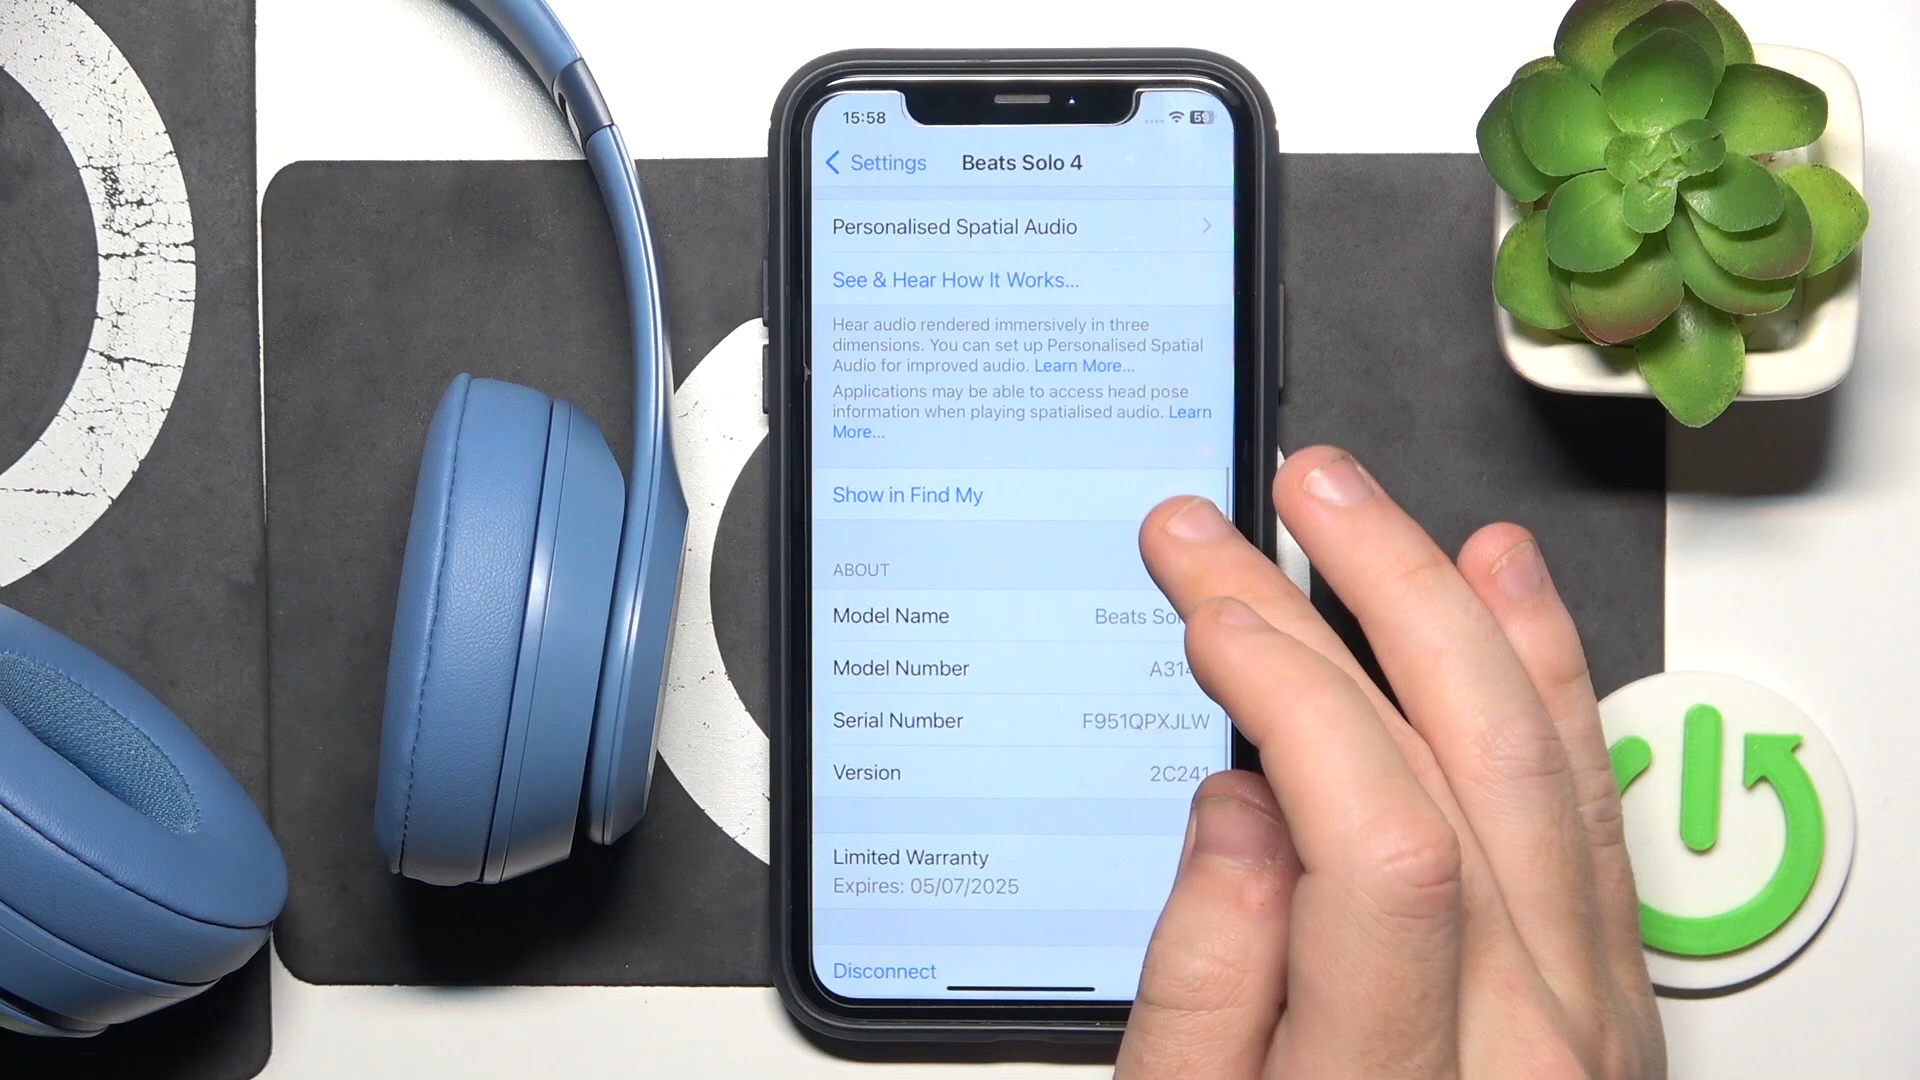 15:58
59
Settings
Beats Solo 4
Personalised Spatial Audio
See & Hear How It Works...
Hear audio rendered immersively in three
dimensions. You can set up Personalised Spatial
Audio for improved audio. Learn More...
Applications may be able to access head pose
information when playing spatialised audio. Learn
More...
Show in Find My
ABOUT
Model Name
Beats
Model Number
Serial Number F951QPXJLW
Version 2C241
Limited Warranty
Expires: 05/07/2025
Disconnect